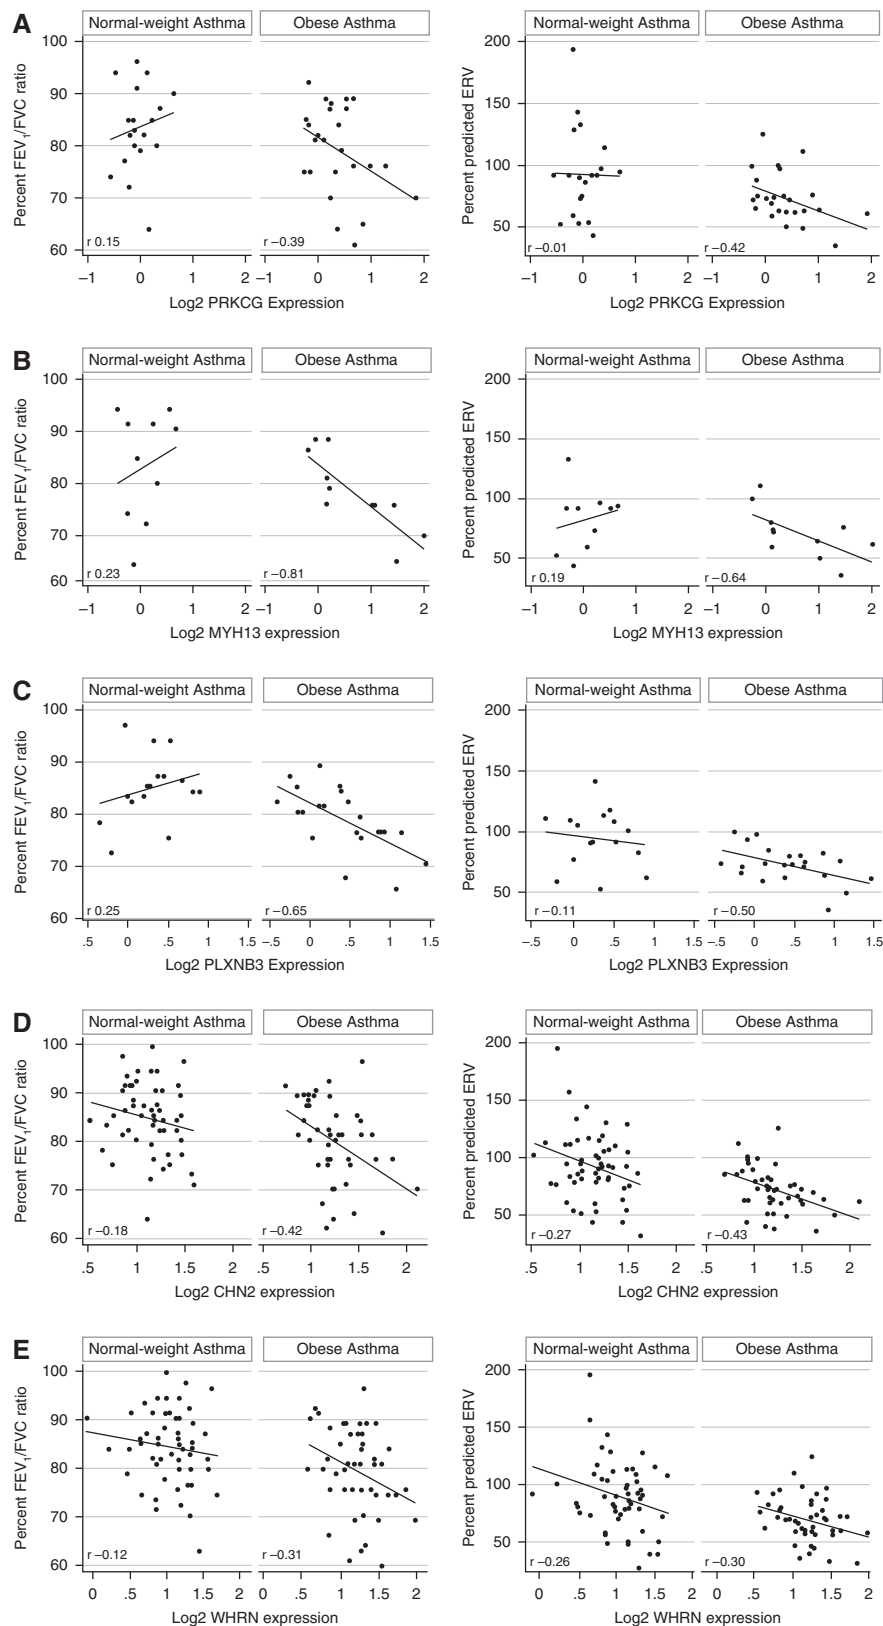 A
Normal-weight Asthma Obese Asthma
Percent FEV1/FVC ratio
100
90
80
70
60
r 0.15
r –0.39
–1 0 1 2 –1 0 1 2
Log2 PRKCG Expression
Normal-weight Asthma Obese Asthma
Percent predicted ERV
200
150
100
50
r –0.01
r –0.42
–1 0 1 2 –1 0 1 2
Log2 PRKCG Expression
B
Normal-weight Asthma Obese Asthma
Percent FEV1/FVC ratio
100
90
80
70
60
r 0.23
r –0.81
–1 0 1 2 –1 0 1 2
Log2 MYH13 expression
Normal-weight Asthma Obese Asthma
Percent predicted ERV
200
150
100
50
r 0.19
r –0.64
–1 0 1 2 –1 0 1 2
Log2 MYH13 expression
C
Normal-weight Asthma Obese Asthma
Percent FEV1/FVC ratio
100
90
80
70
60
r 0.25
r –0.65
.5 0 .5 1 1.5 –.5 0 .5 1 1.5
Log2 PLXNB3 Expression
Normal-weight Asthma Obese Asthma
Percent predicted ERV
200
150
100
50
r –0.11
r –0.50
–.5 0 .5 1 1.5 –.5 0 .5 1 1.5
Log2 PLXNB3 Expression
D
Normal-weight Asthma Obese Asthma
Percent FEV1/FVC ratio
100
90
80
70
60
r –0.18
r –0.42
.5 1 1.5 2 .5 1 1.5 2
Log2 CHN2 expression
Normal-weight Asthma Obese Asthma
Percent predicted ERV
200
150
100
50
r –0.27
r –0.43
.5 1 1.5 2 .5 1 1.5 2
Log2 CHN2 expression
E
Normal-weight Asthma Obese Asthma
Percent FEV1/FVC ratio
100
90
80
70
60
r –0.12
r –0.31
0 .5 1 1.5 2 0 .5 1 1.5 2
Log2 WHRN expression
Normal-weight Asthma Obese Asthma
Percent predicted ERV
200
150
100
50
r –0.26
r –0.30
0 .5 1 1.5 2 0 .5 1 1.5 2
Log2 WHRN expression